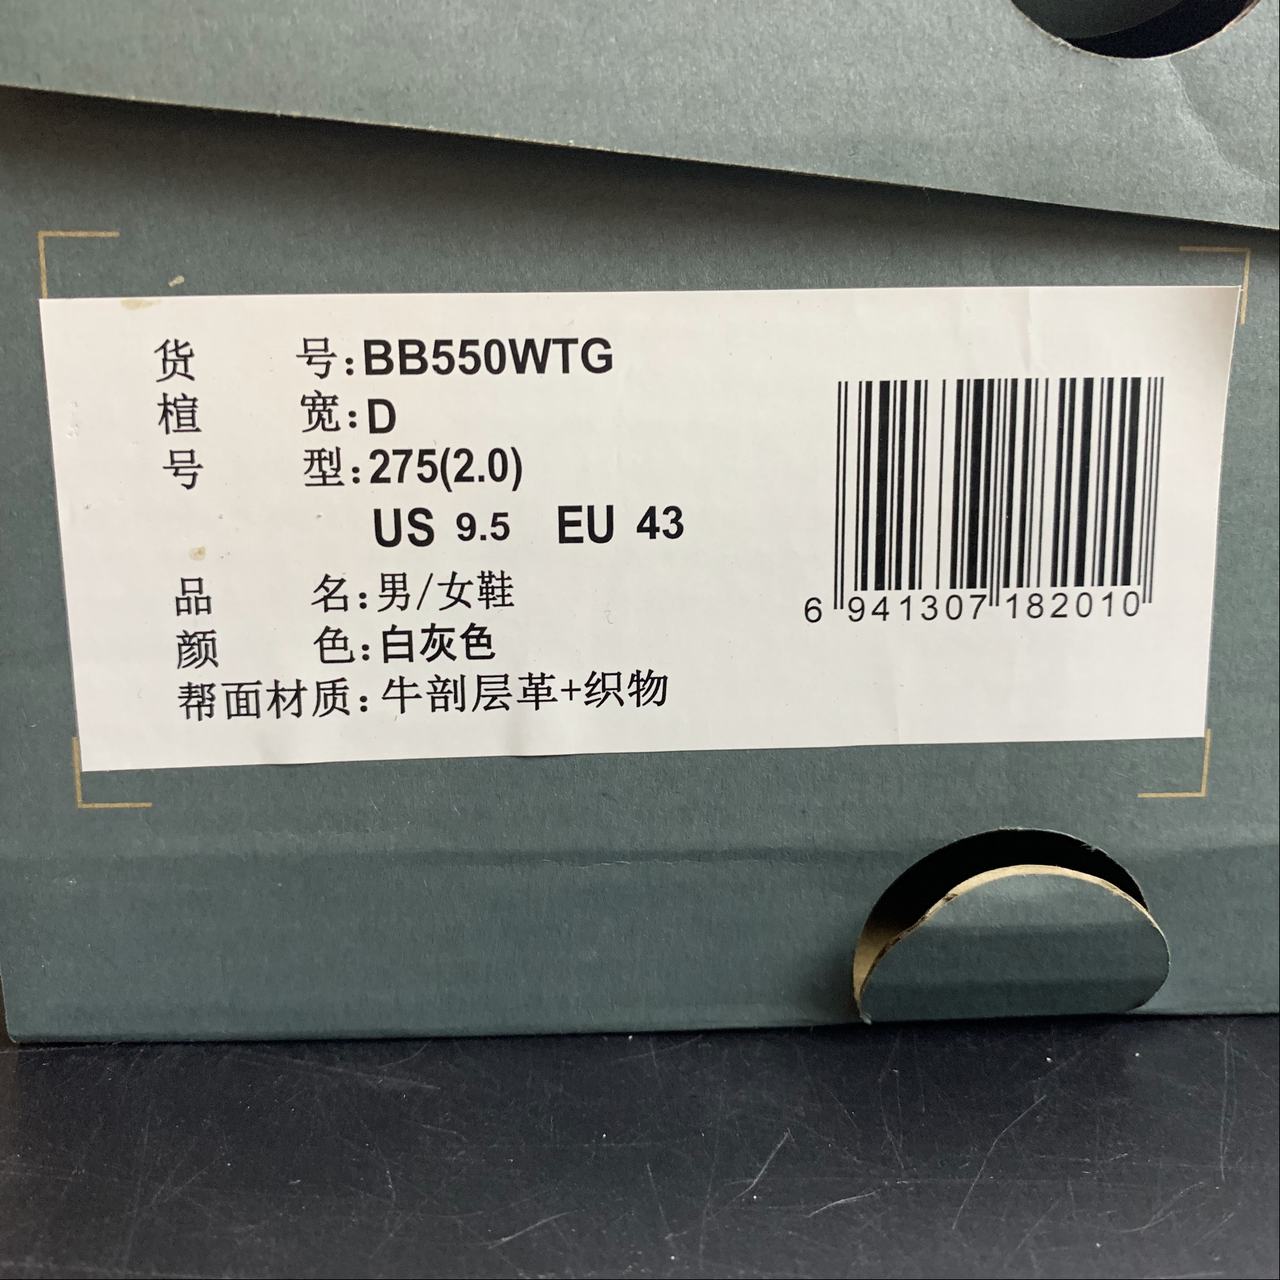 货 号:BB550WTG
楦 宽:D
号 型:275(2.0)
US 9.5 EU 43
品 名:男/女鞋
颜 色:白灰色
帮面材质:牛剖层革+织物
6 941307 182010